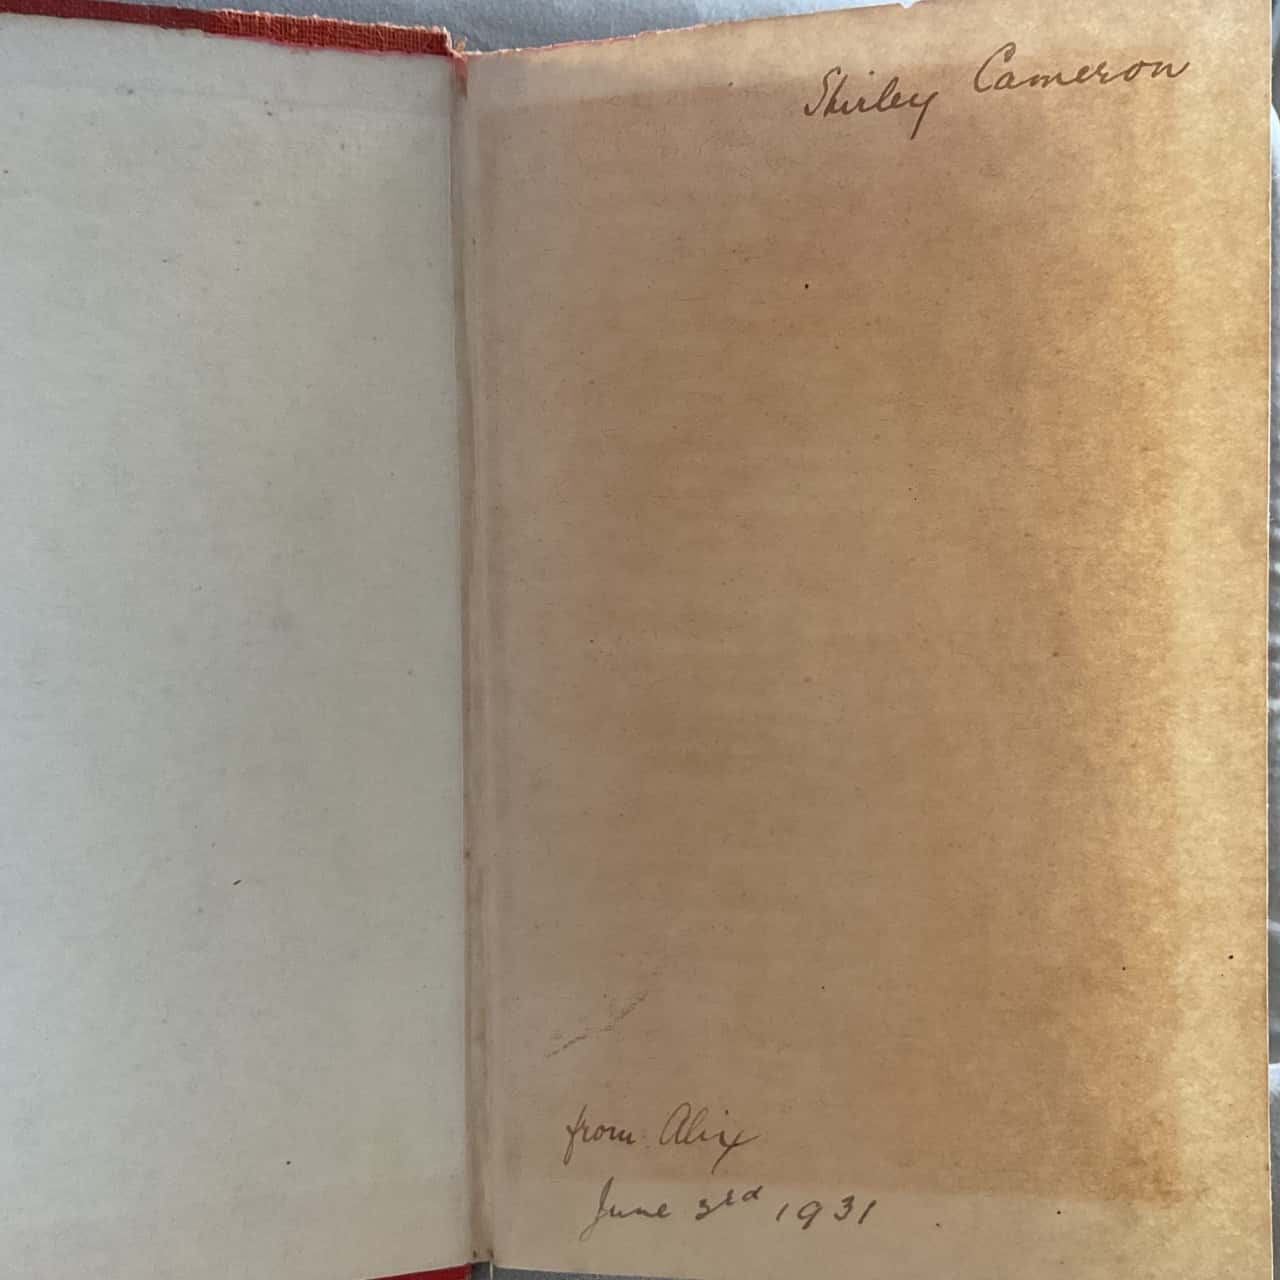 Shirley Cameron
from Alix
June 3rd 1931